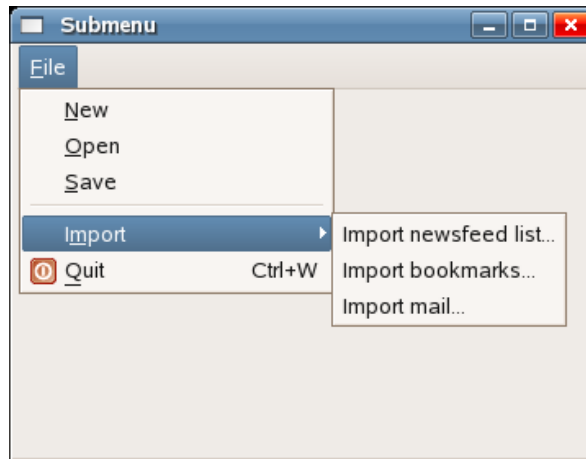 Submenu
File
New
Open
Save
Import
Import newsfeed list...
Quit Ctrl+W
Import bookmarks...
Import mail...